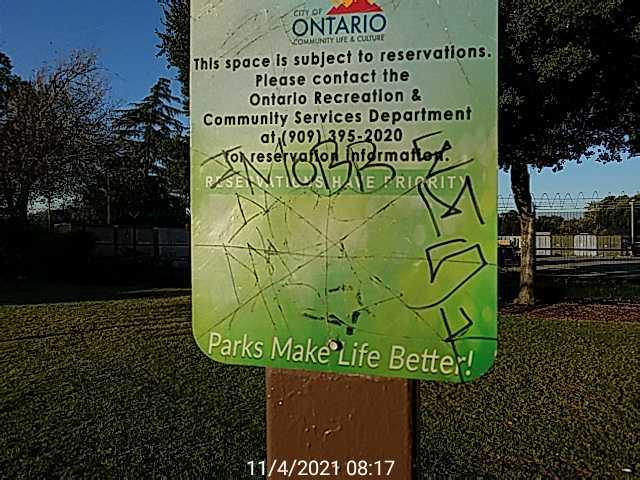 CITY OF
ONTARIO
COMMUNITY LIFE & CULTURE
This space is subject to reservations.
Please contact the
Ontario Recreation &
Community Services Department
at (909) 395-2020
for reservation information.
RESERVATIONS HAVE PRIORITY
Parks Make Life Better!
11/4/2021 08:17